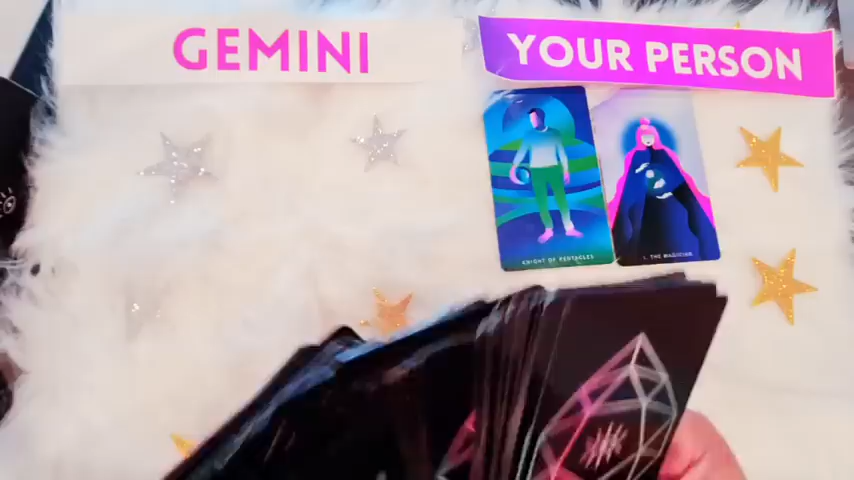 GEMINI
YOUR PERSON
KNIGHT OF PENTACLES
I. THE MAGICIAN